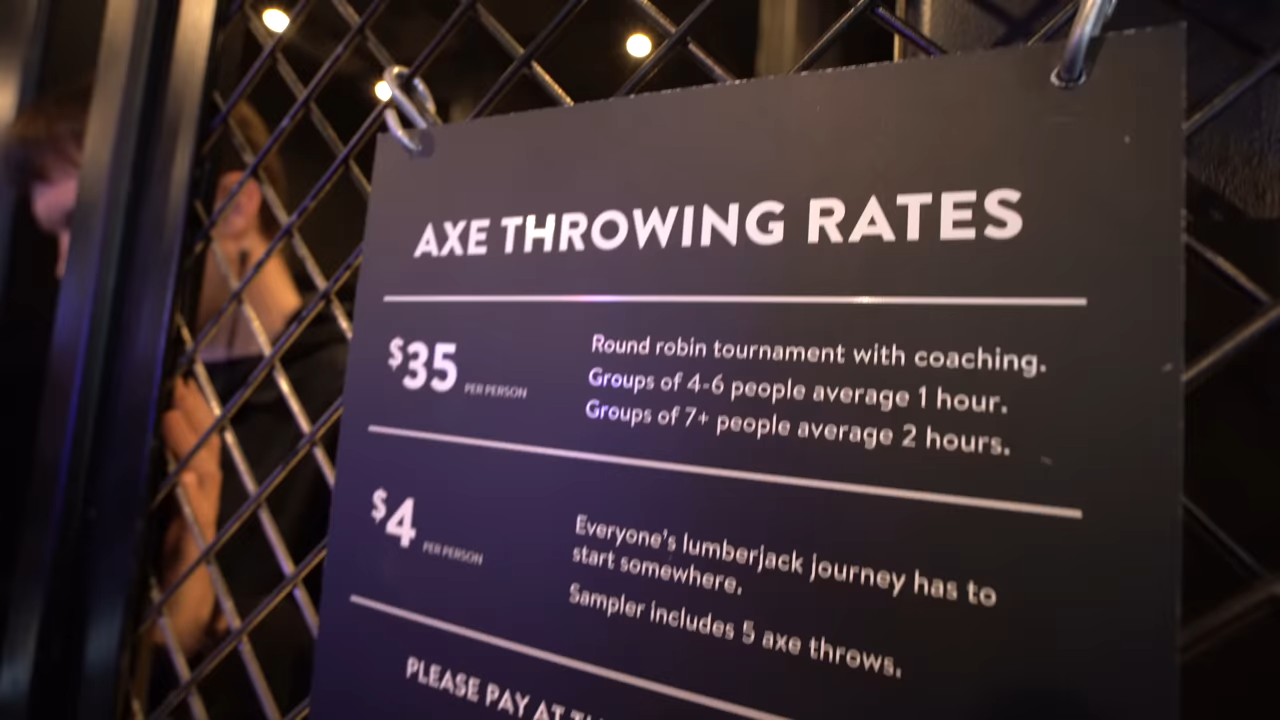 AXE THROWING RATES
$35 PER PERSON
Round robin tournament with coaching.
Groups of 4-6 people average 1 hour.
Groups of 7+ people average 2 hours.
$4 PER PERSON
Everyone's lumberjack journey has to
start somewhere.
Sampler includes 5 axe throws.
PLEASE PAY AT